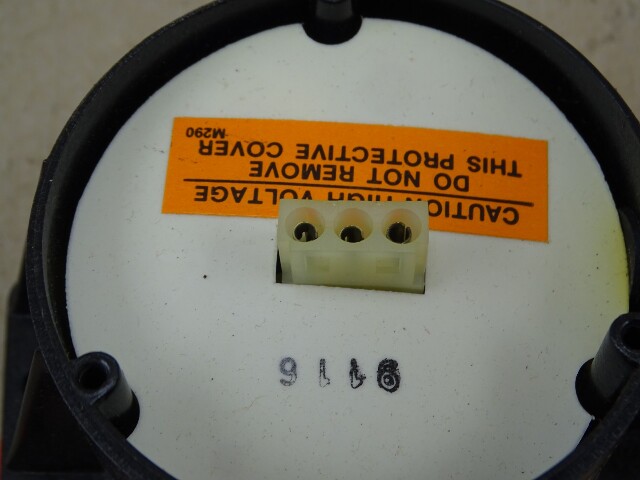 CAUTION HIGH VOLTAGE
DO NOT REMOVE
THIS PROTECTIVE COVER
M290